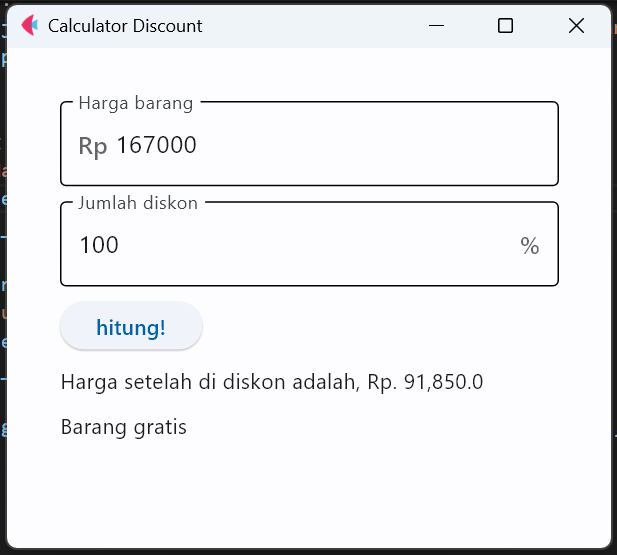 Calculator Discount
Harga barang
Rp 167000
Jumlah diskon
100 %
hitung!
Harga setelah di diskon adalah, Rp. 91,850.0
Barang gratis